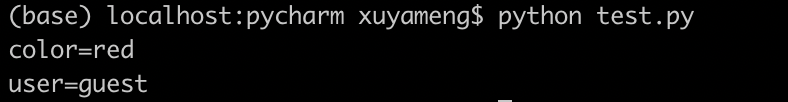 (base) localhost:pycharm xuyameng$ python test.py
color=red
user=guest